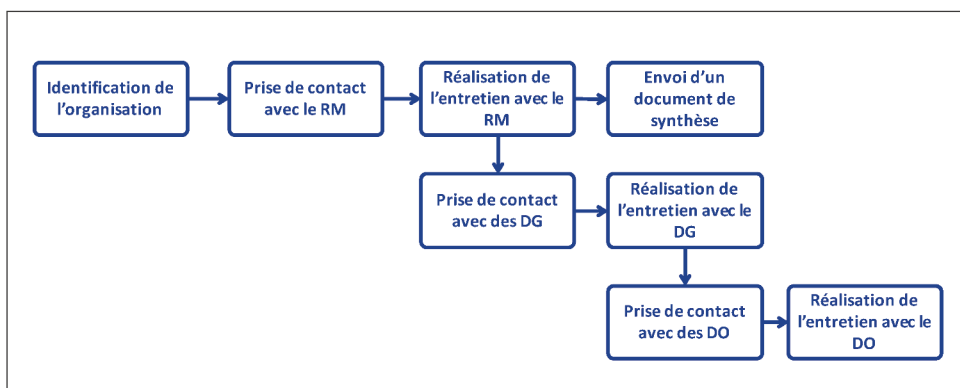 Identification de
l'organisation
Prise de contact
avec le RM
Réalisation de
l'entretien avec le
RM
Envoi d'un
document de
synthèse
Prise de contact
avec des DG
Réalisation de
l'entretien avec le
DG
Prise de contact
avec des DO
Réalisation de
l'entretien avec le
DO